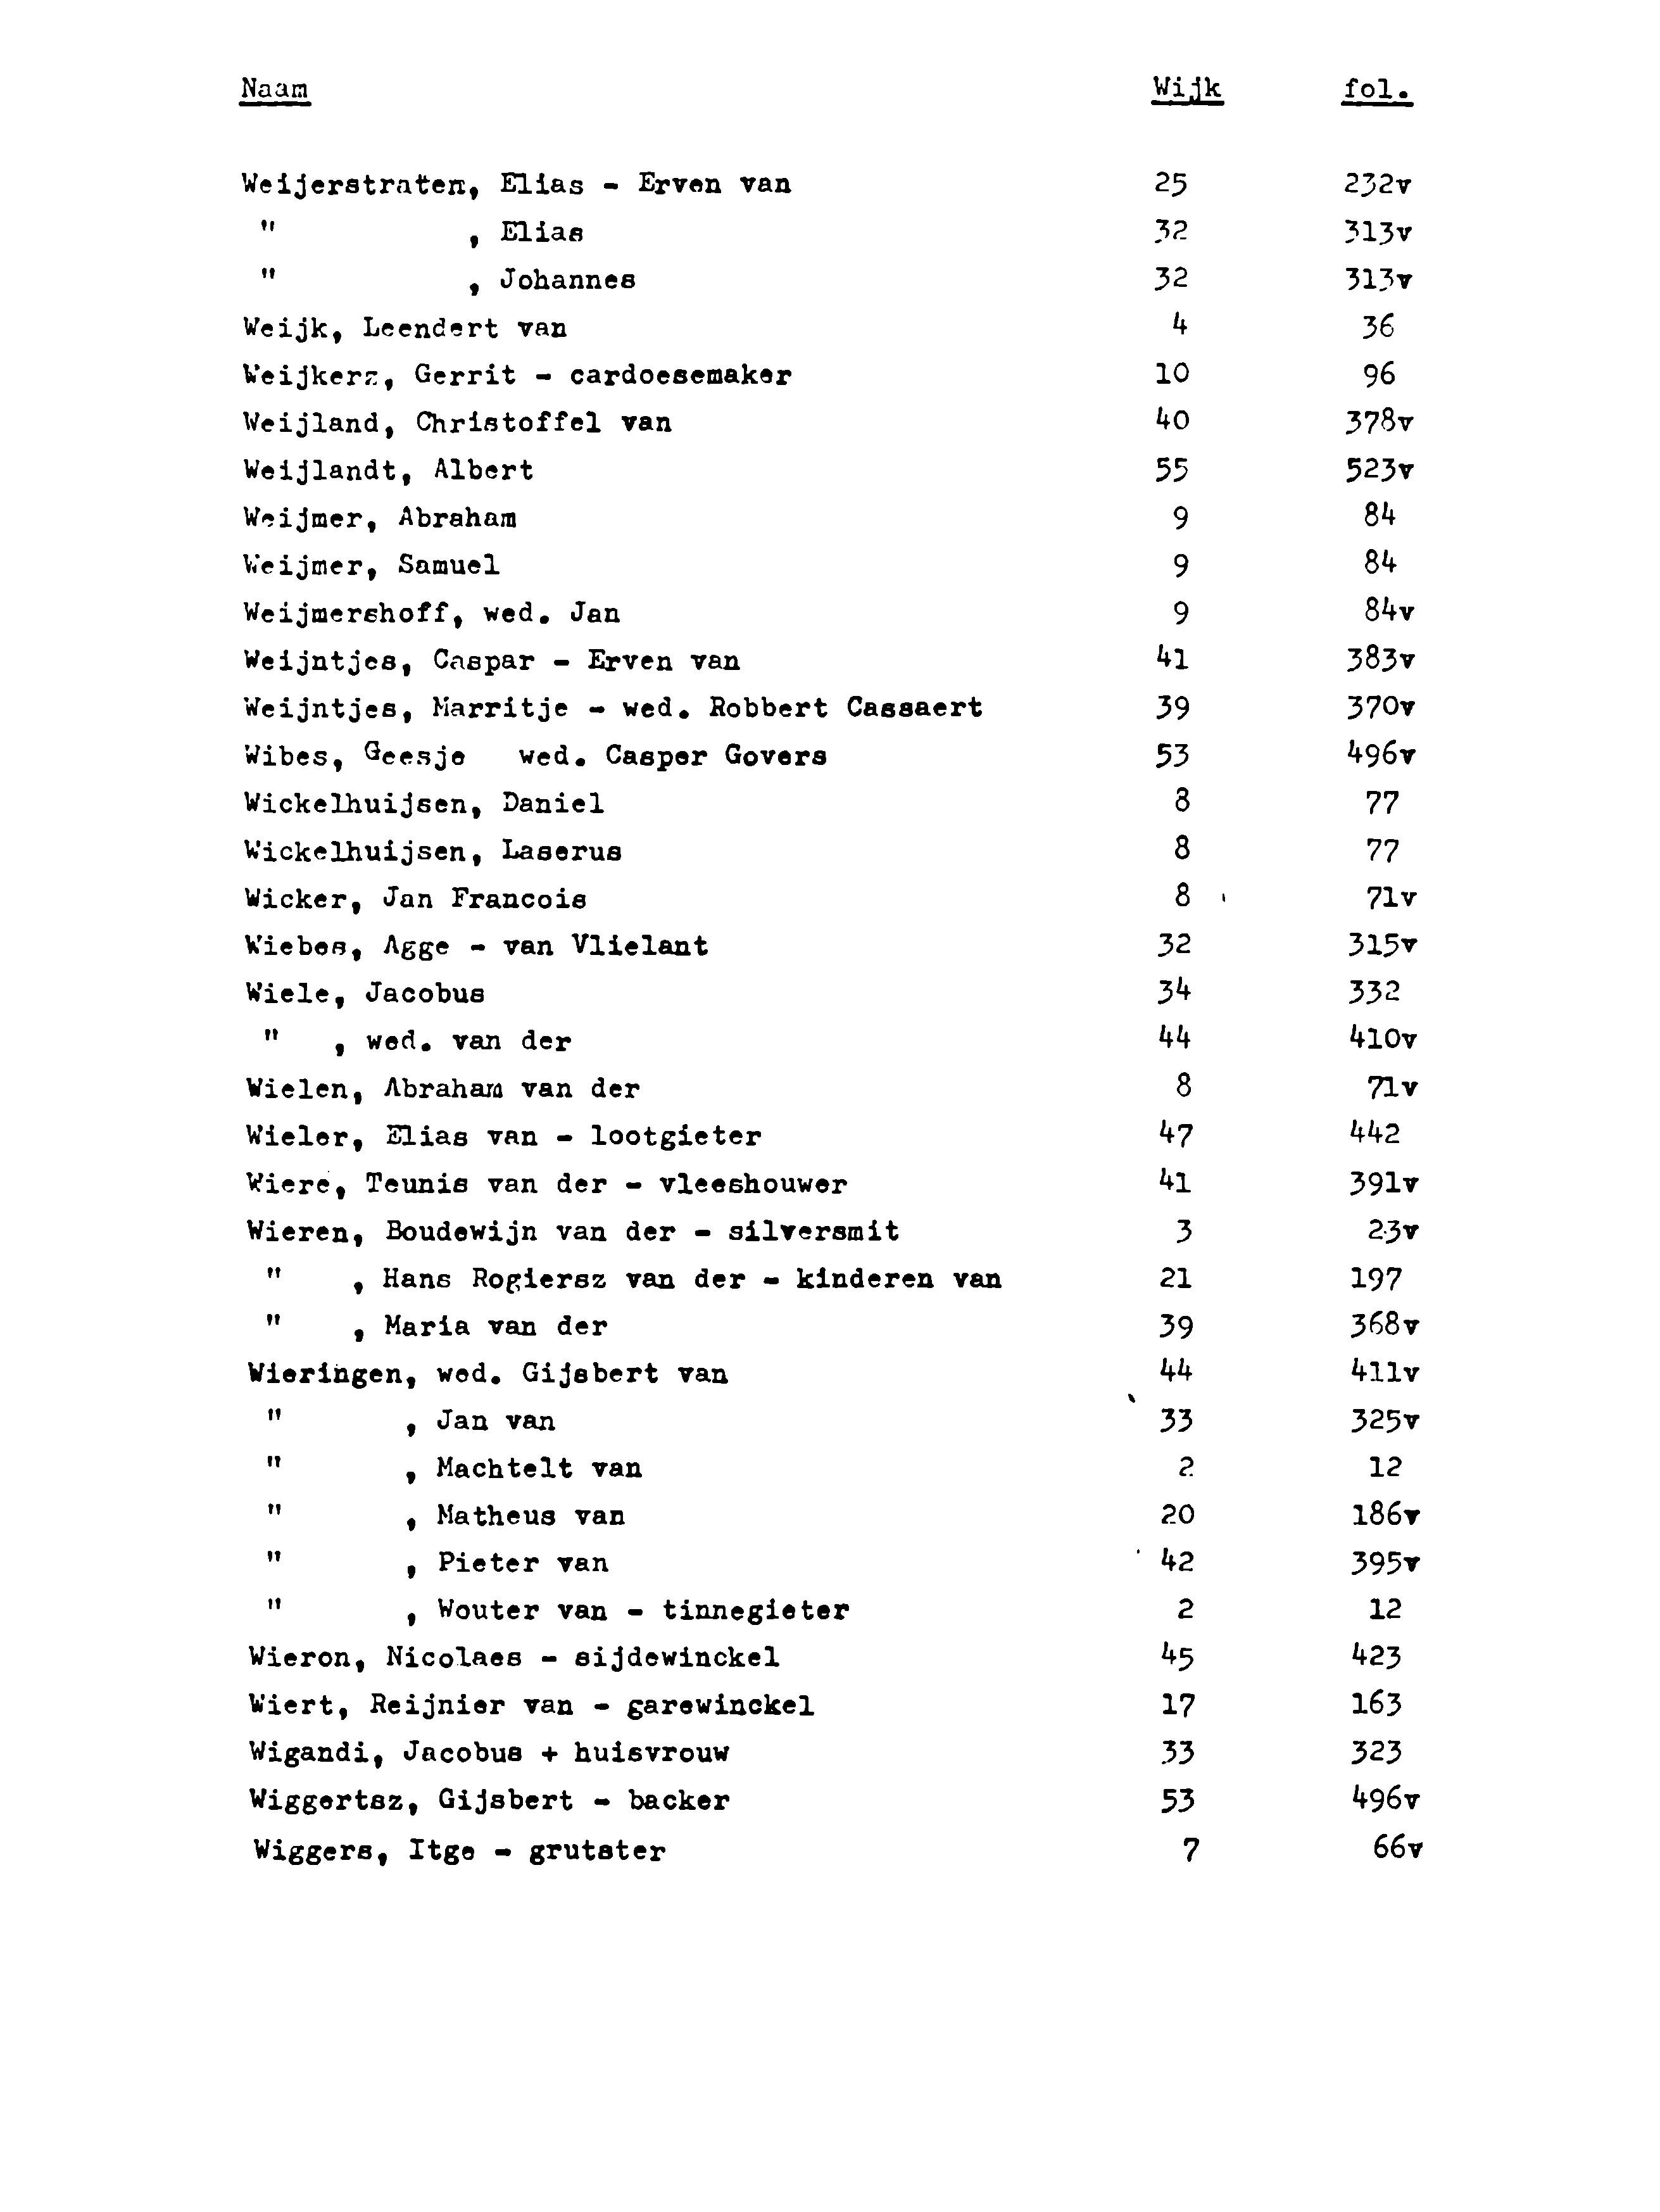 Naam Wijk fol.
Weijerstraten, Elias - Erven van 25 232v
" , Elias 32 313v
" , Johannes 32 313v
Weijk, Leendert van 4 36
Weijkerz, Gerrit - cardoesemaker 10 96
Weijland, Christoffel van 40 378v
Weijlandt, Albert 55 523v
Weijmer, Abraham 9 84
Weijmer, Samuel 9 84
Weijmershoff, wed. Jan 9 84v
Weijntjes, Caspar - Erven van 41 383v
Weijntjes, Marritje - wed. Robbert Cassaert 39 370v
Wibes, Geesje wed. Casper Govers 53 496v
Wickelhuijsen, Daniel 8 77
Wickelhuijsen, Laserus 8 77
Wicker, Jan Francois 8 71v
Wiebes, Agge - van Vlielant 32 315v
Wiele, Jacobus 34 332
" , wed. van der 44 410v
Wielen, Abraham van der 8 71v
Wieler, Elias van - lootgieter 47 442
Wiere, Teunis van der - vleeshouwer 41 391v
Wieren, Boudewijn van der - silversmit 3 23v
" , Hans Rogiersz van der - kinderen van 21 197
" , Maria van der 39 368v
Wieringen, wed. Gijsbert van 44 411v
" , Jan van 33 325v
" , Machtelt van 2 12
" , Matheus van 20 186v
" , Pieter van 42 395v
" , Wouter van - tinnegieter 2 12
Wieron, Nicolaes - sijdewinckel 45 423
Wiert, Reijnier van - garewinckel 17 163
Wigandi, Jacobus + huisvrouw 33 323
Wiggertsz, Gijsbert - backer 53 496v
Wiggers, Itge - grutster 7 66v